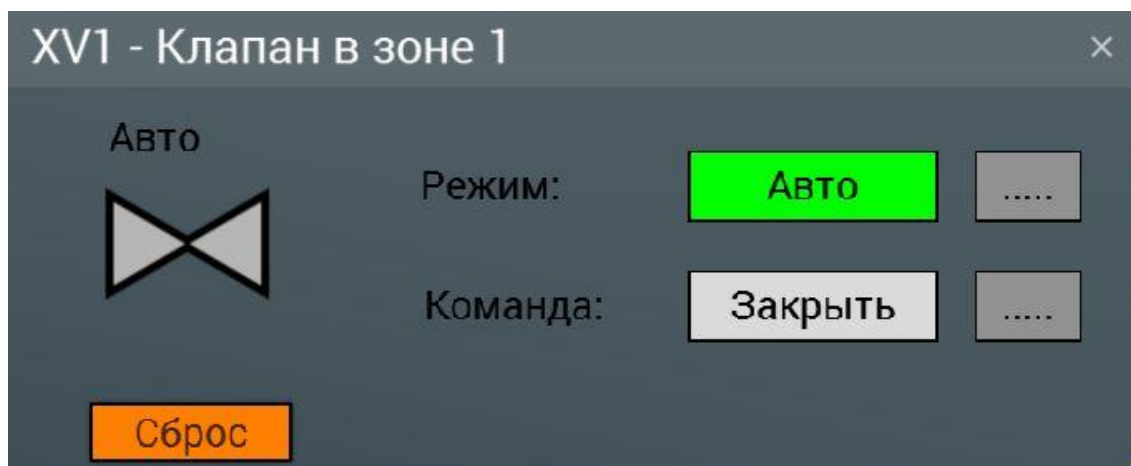 XV1 - Клапан в зоне 1 ×
Авто
Режим: Авто .....
Команда: Закрыть .....
Сброс